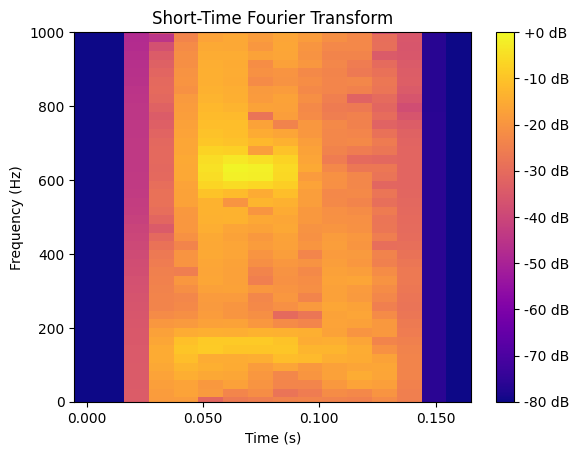 Short-Time Fourier Transform
1000
800
600
400
200
0
Frequency (Hz)
0.000
0.050
0.100
0.150
Time (s)
+0 dB
-10 dB
-20 dB
-30 dB
-40 dB
-50 dB
-60 dB
-70 dB
-80 dB